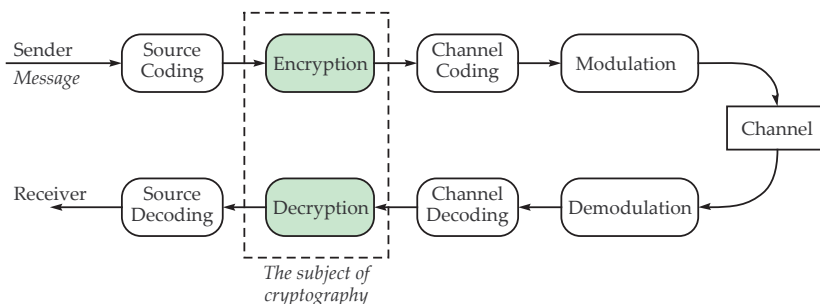 Sender
Message
Source
Coding
Encryption
Channel
Coding
Modulation
Channel
Receiver
Source
Decoding
Decryption
Channel
Decoding
Demodulation
The subject of
cryptography